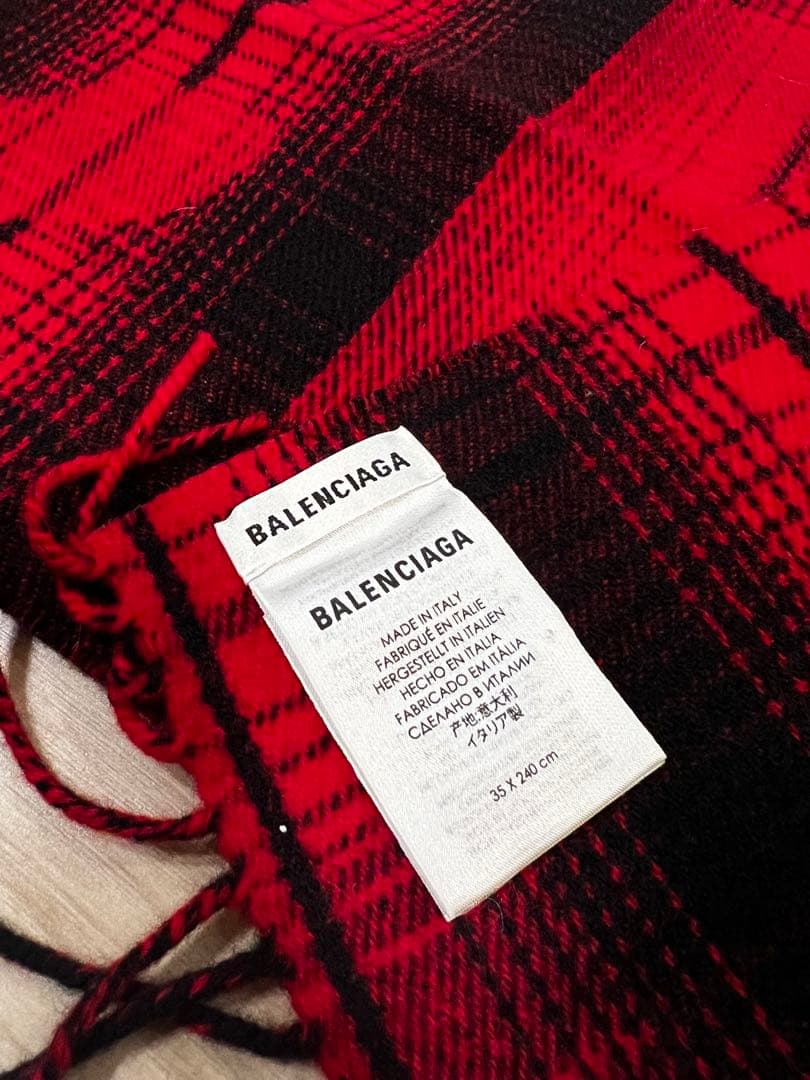 BALENCIAGA
BALENCIAGA
MADE IN ITALY
FABRIQUÉ EN ITALIE
HERGESTELLT IN ITALIEN
HECHO EN ITALIA
FABRICADO EM ITÁLIA
СДЕЛАНО В ИТАЛИИ
产地:意大利
イタリア製
35 X 240 cm